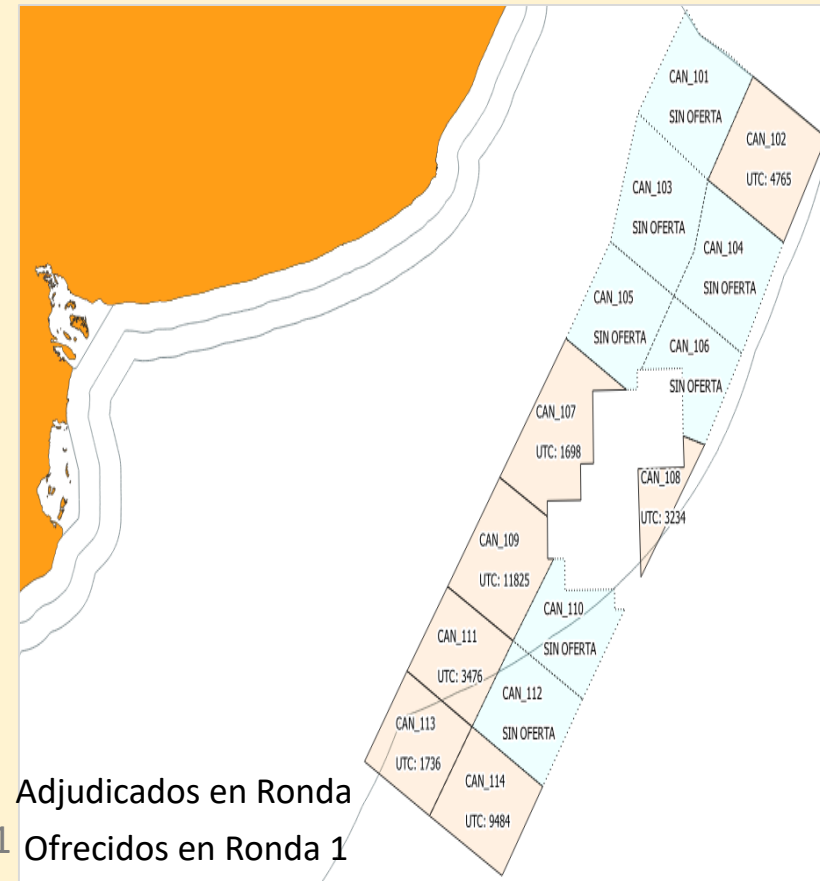 CAN_101
SIN OFERTA
CAN_102
UTC: 4765
CAN_103
SIN OFERTA
CAN_104
SIN OFERTA
CAN_105
SIN OFERTA
CAN_106
SIN OFERTA
CAN_107
UTC: 1698
CAN_108
UTC: 3234
CAN_109
UTC: 11825
CAN_110
SIN OFERTA
CAN_111
UTC: 3476
CAN_112
SIN OFERTA
CAN_113
UTC: 1736
CAN_114
UTC: 9484
Adjudicados en Ronda
1 Ofrecidos en Ronda 1